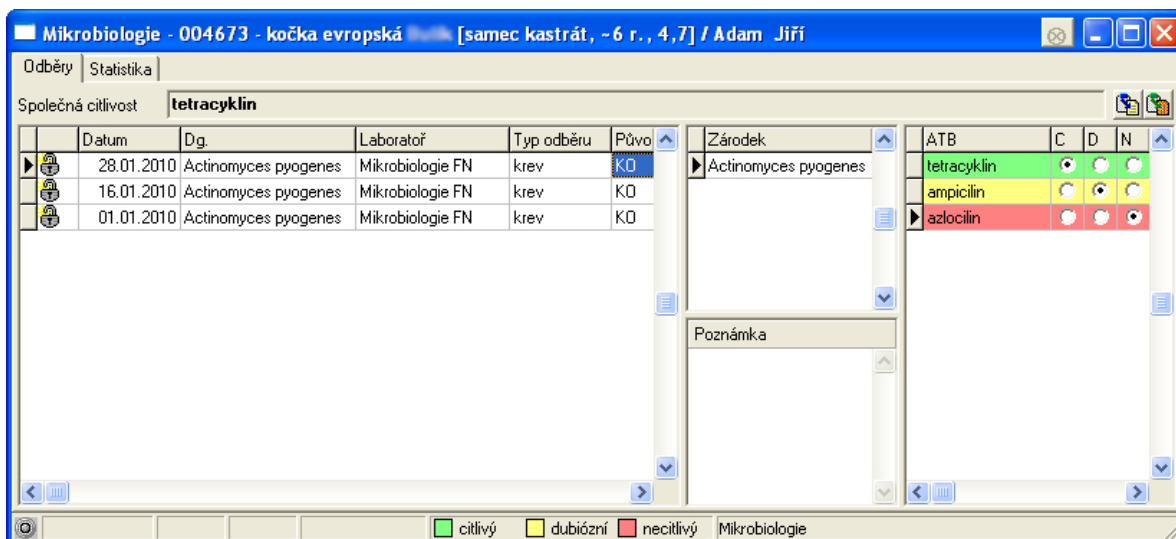 Mikrobiologie - 004673 - kočka evropská [samec kastrát, ~6 r., 4,7] / Adam Jiří
Odběry Statistika
Společná citlivost tetracyklin
Datum Dg. Laboratoř Typ odběru Půvo Zárodek ATB C D N
28.01.2010 Actinomyces pyogenes Mikrobiologie FN krev KO Actinomyces pyogenes tetracyklin
16.01.2010 Actinomyces pyogenes Mikrobiologie FN krev KO ampicilin
01.01.2010 Actinomyces pyogenes Mikrobiologie FN krev KO azlocilin
Poznámka
citlivý dubiózní necitlivý Mikrobiologie